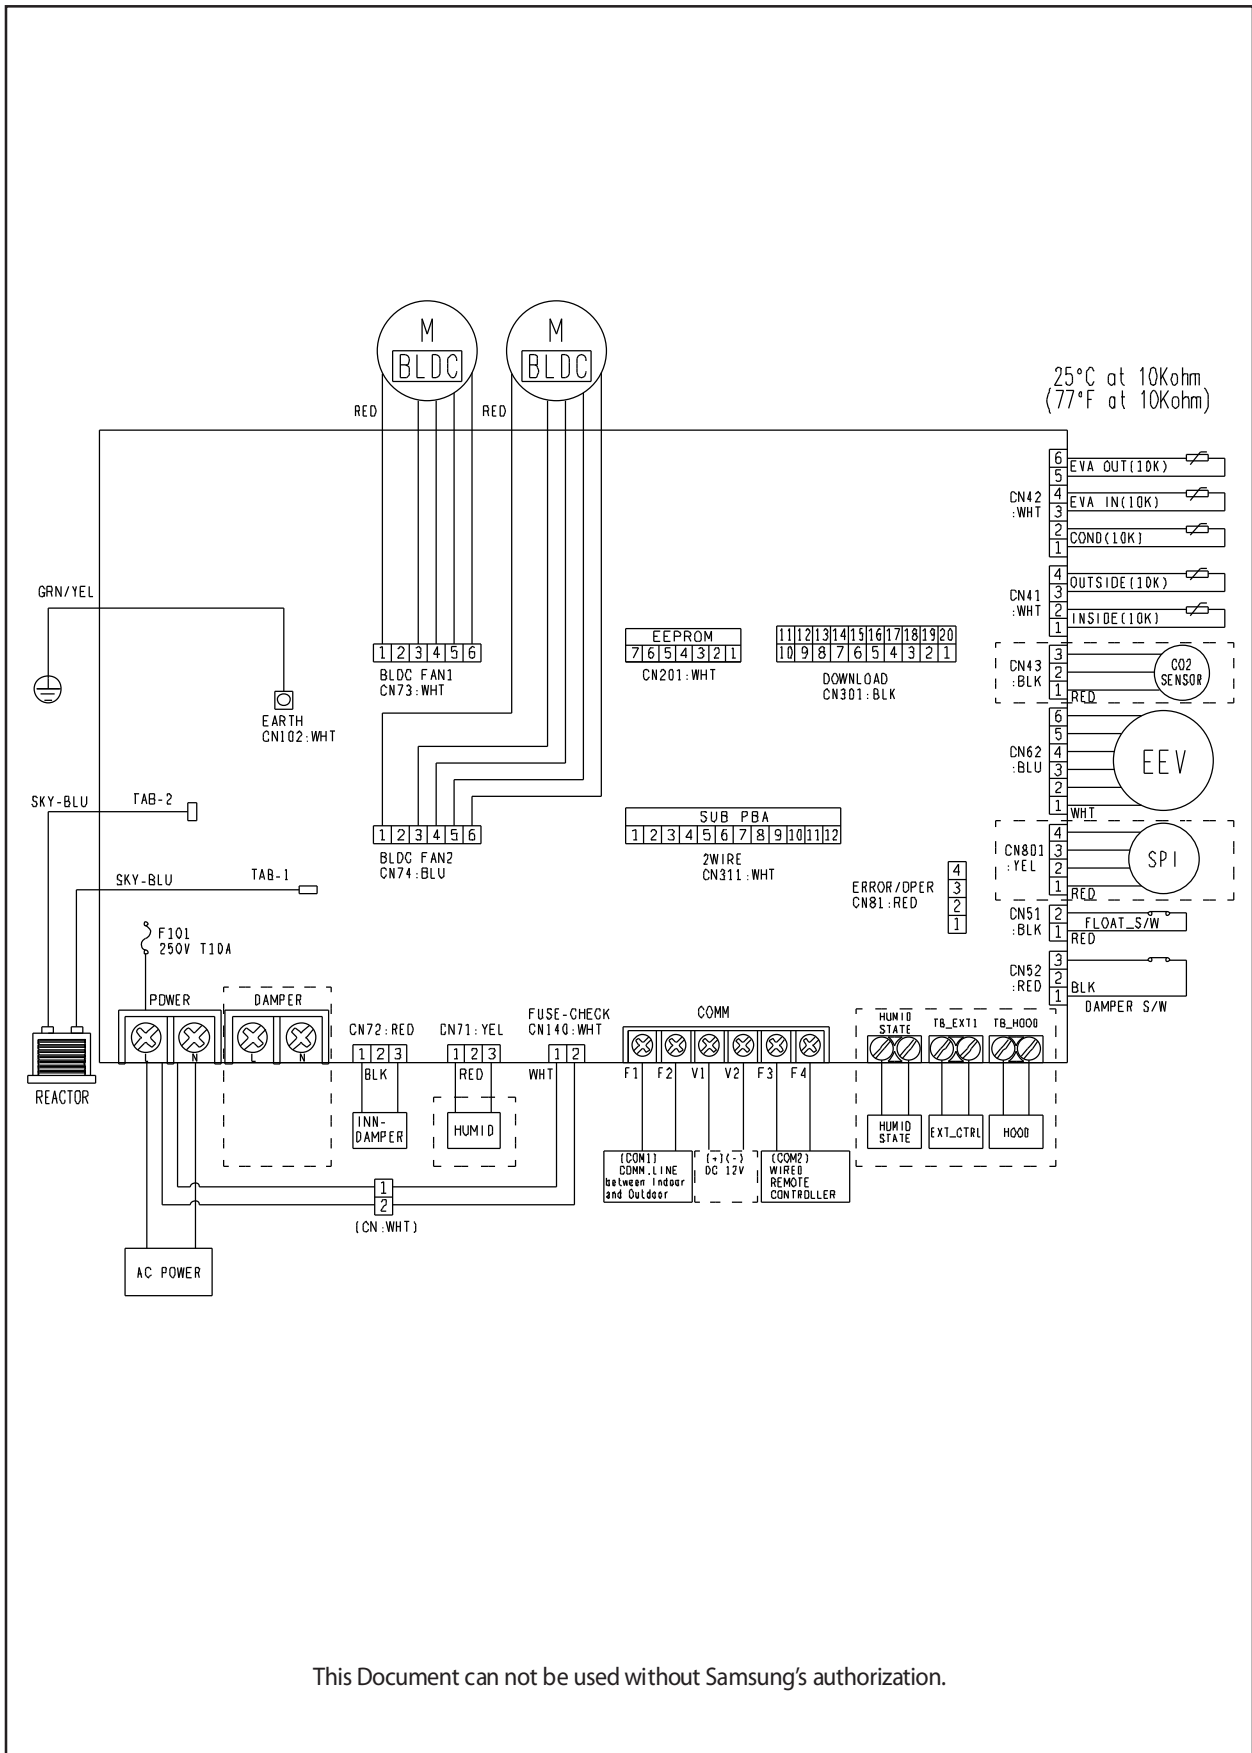 M
BLDC
M
BLDC
RED
RED
25°C at 10Kohm
(77°F at 10Kohm)
6
5
4
3
2
1
CN42
:WHT
EVA OUT(10K)
EVA IN(10K)
COND(10K)
4
3
2
1
CN41
:WHT
OUTSIDE(10K)
INSIDE(10K)
GRN/YEL
EARTH
CN102:WHT
1 2 3 4 5 6
BLDC FAN1
CN73:WHT
EEPROM
7 6 5 4 3 2 1
CN201:WHT
11 12 13 14 15 16 17 18 19 20
10 9 8 7 6 5 4 3 2 1
DOWNLOAD
CN301:BLK
CN43
:BLK
3
2
1
RED
CO2
SENSOR
CN62
:BLU
6
5
4
3
2
1
WHT
EEV
SKY-BLU
TAB-2
SKY-BLU
TAB-1
1 2 3 4 5 6
BLDC FAN2
CN74:BLU
SUB PBA
1 2 3 4 5 6 7 8 9 10 11 12
2WIRE
CN311:WHT
CN801
:YEL
4
3
2
1
RED
SPI
ERROR/OPER
CN81:RED
4
3
2
1
CN51
:BLK
2
1
FLOAT_S/W
RED
CN52
:RED
3
2
1
BLK
DAMPER S/W
F101
250V T10A
POWER
L
N
DAMPER
L
N
CN72:RED
1 2 3
BLK
INN-
DAMPER
CN71:YEL
1 2 3
RED
HUMID
FUSE-CHECK
CN140:WHT
1 2
WHT
COMM
F1 F2 V1 V2 F3 F4
HUMID
STATE
TB_EXT1
TB_HOOD
HUMID
STATE
EXT_CTRL
HOOD
REACTOR
(COM1)
COMM.LINE
between Indoor
and Outdoor
(+)(-)
DC 12V
(COM2)
WIRED
REMOTE
CONTROLLER
1
2
(CN:WHT)
AC POWER
This Document can not be used without Samsung's authorization.